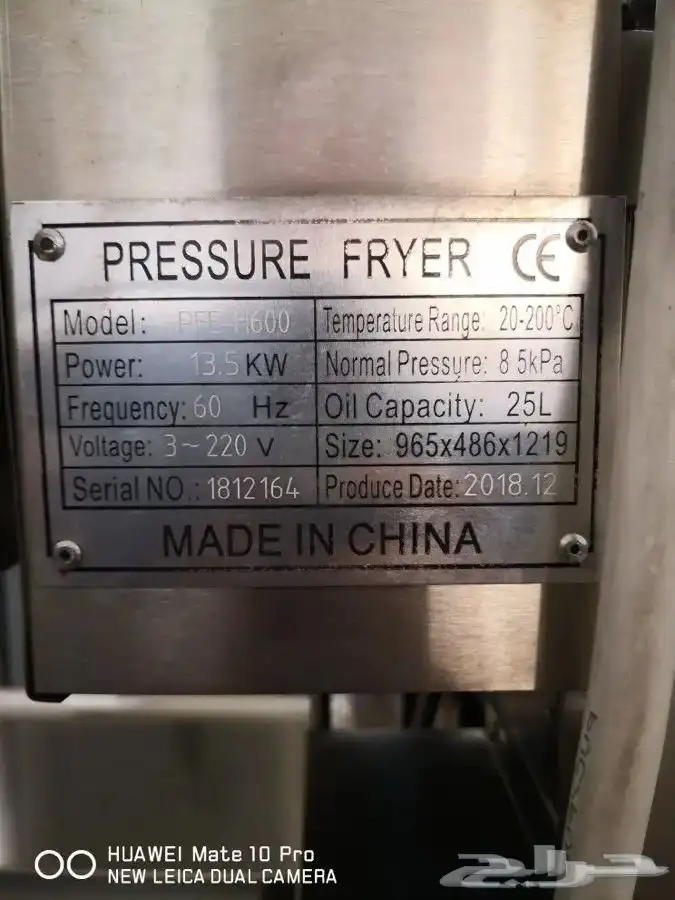 PRESSURE FRYER CE
Model: PFE-H600 Temperature Range: 20-200°C
Power: 13.5 KW Normal Pressure: 8 5kPa
Frequency: 60 Hz Oil Capacity: 25L
Voltage: 3~220 V Size: 965x486x1219
Serial NO.: 1812164 Produce Date: 2018.12
MADE IN CHINA
HUAWEI Mate 10 Pro
NEW LEICA DUAL CAMERA
حراج